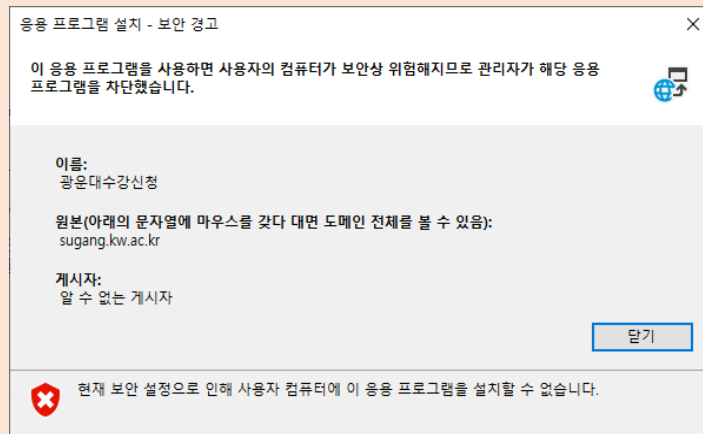 응용 프로그램 설치 - 보안 경고
이 응용 프로그램을 사용하면 사용자의 컴퓨터가 보안상 위험해지므로 관리자가 해당 응용
프로그램을 차단했습니다.
이름:
광운대수강신청
원본(아래의 문자열에 마우스를 갖다 대면 도메인 전체를 볼 수 있음):
sugang.kw.ac.kr
게시자:
알 수 없는 게시자
닫기
현재 보안 설정으로 인해 사용자 컴퓨터에 이 응용 프로그램을 설치할 수 없습니다.